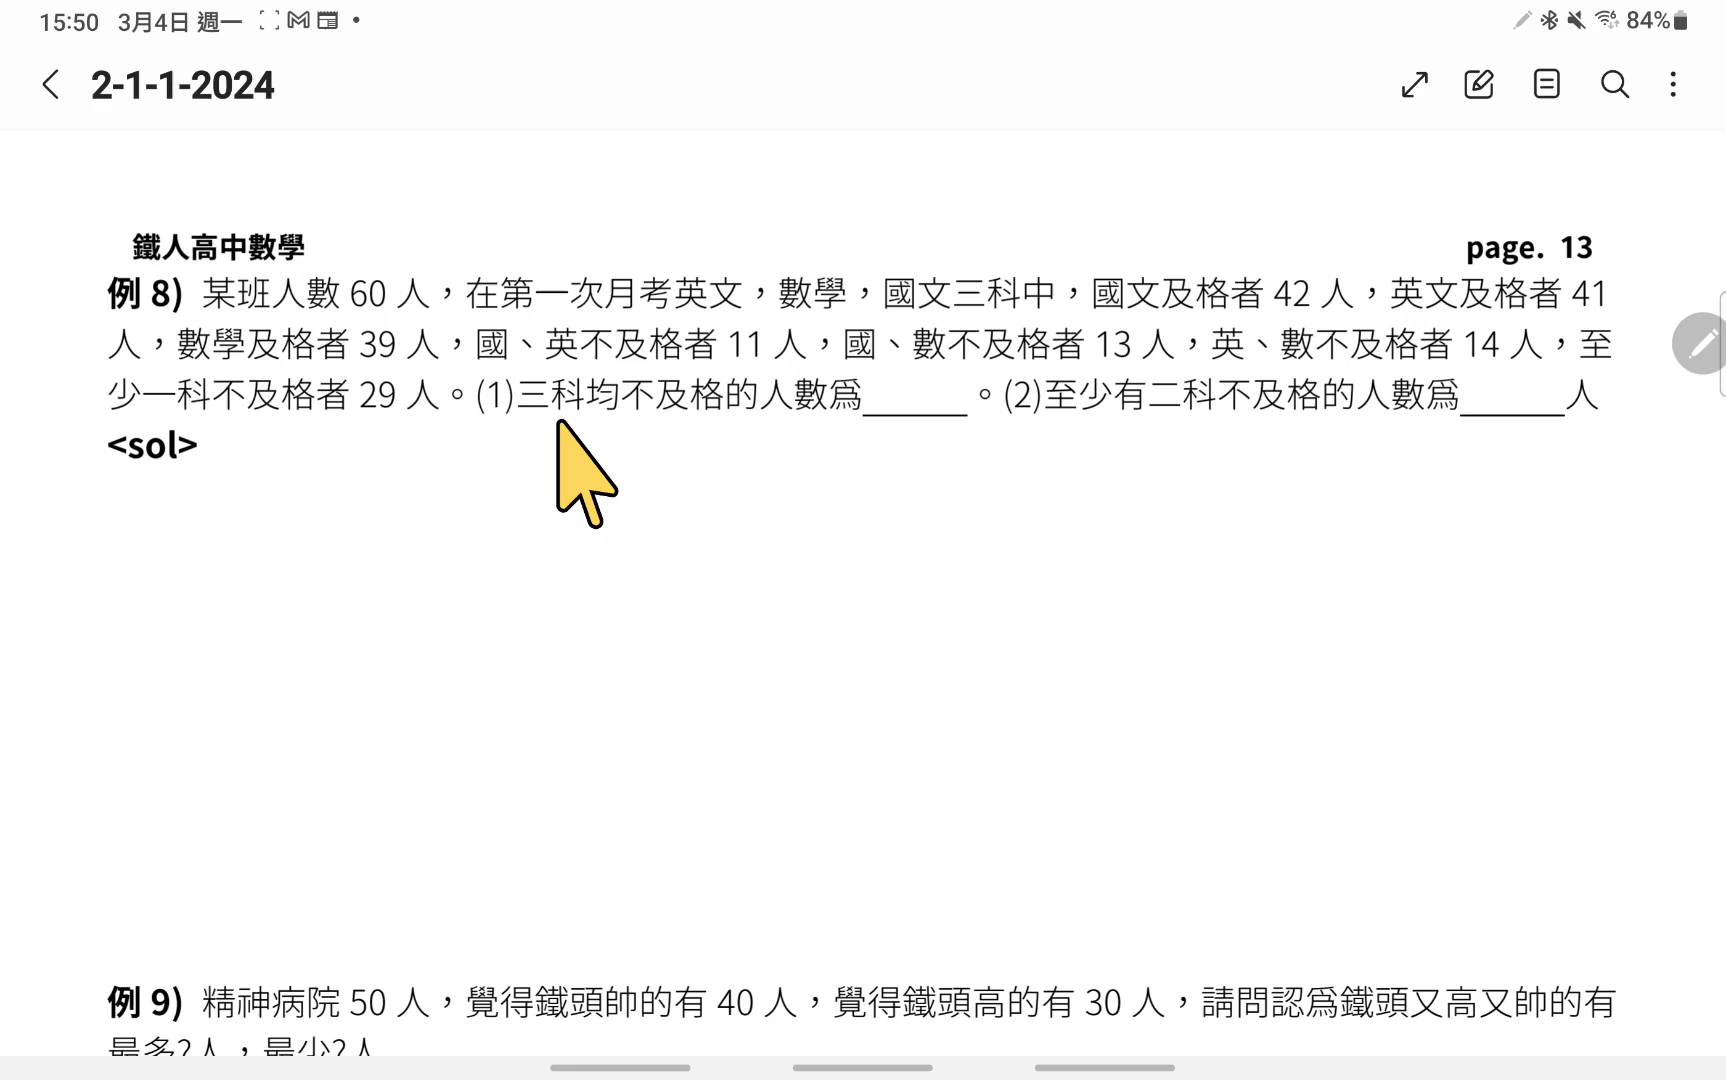 15:50 3月4日 週一
84%
2-1-1-2024
鐵人高中數學
page. 13
例 8) 某班人數 60 人，在第一次月考英文，數學，國文三科中，國文及格者 42 人，英文及格者 41
人，數學及格者 39 人，國、英不及格者 11 人，國、數不及格者 13 人，英、數不及格者 14 人，至
少一科不及格者 29 人。(1)三科均不及格的人數爲______。(2)至少有二科不及格的人數爲______人
<sol>
例 9) 精神病院 50 人，覺得鐵頭帥的有 40 人，覺得鐵頭高的有 30 人，請問認爲鐵頭又高又帥的有
最多?人，最少?人